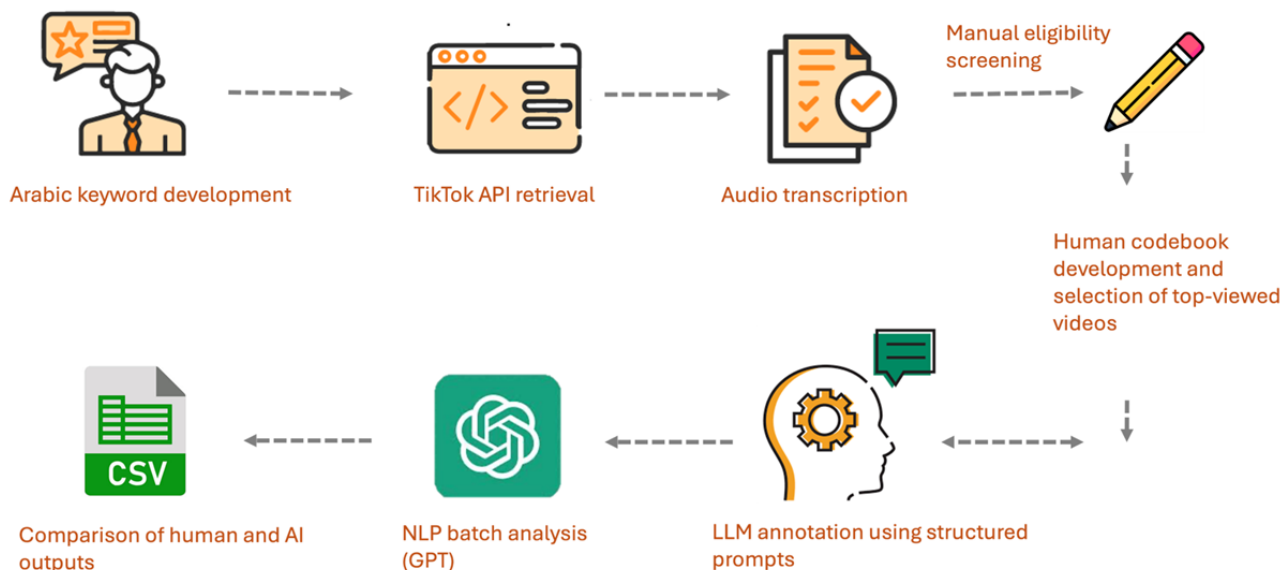 Manual eligibility
screening
Arabic keyword development
TikTok API retrieval
Audio transcription
Human codebook
development and
selection of top-viewed
videos
CSV
Comparison of human and AI
outputs
NLP batch analysis
(GPT)
LLM annotation using structured
prompts